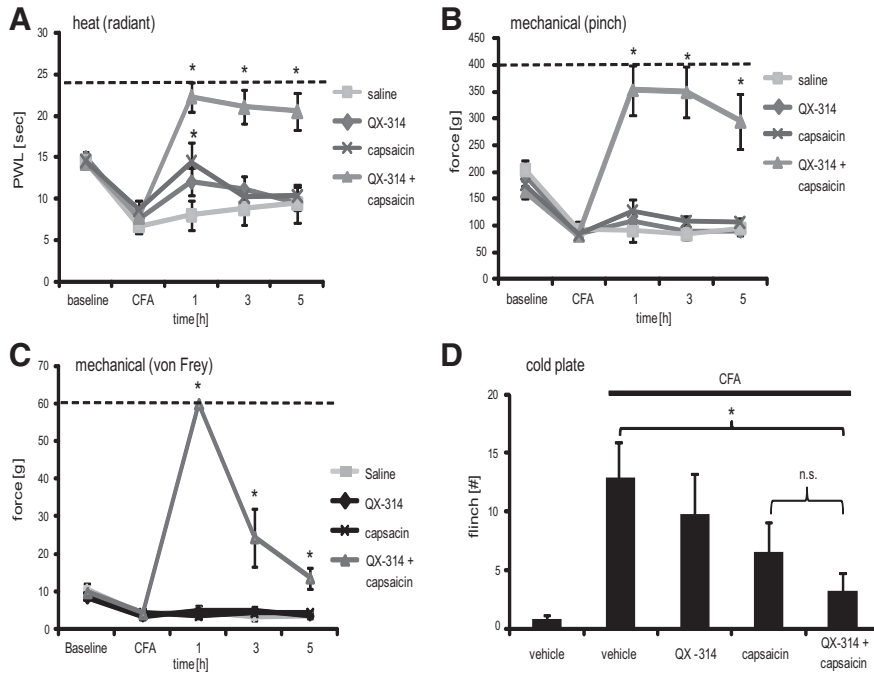 A
heat (radiant)
30
25
20
15
10
5
0
PWL [sec]
* * *
*
baseline CFA 1 3 5
time[h]
saline
QX-314
capsaicin
QX-314 +
capsaicin
B
mechanical (pinch)
450
400
350
300
250
200
150
100
50
0
force[g]
* * *
baseline CFA 1 3 5
time[h]
saline
QX-314
capsaicin
QX-314 +
capsaicin
C
mechanical (von Frey)
70
60
50
40
30
20
10
0
force[g]
*
*
*
Baseline CFA 1 3 5
time[h]
Saline
QX-314
capsacin
QX-314 +
capsaicin
D
cold plate
CFA
20
15
10
5
0
flinch [#]
*
n.s.
vehicle vehicle QX -314 capsaicin QX-314 +
capsaicin